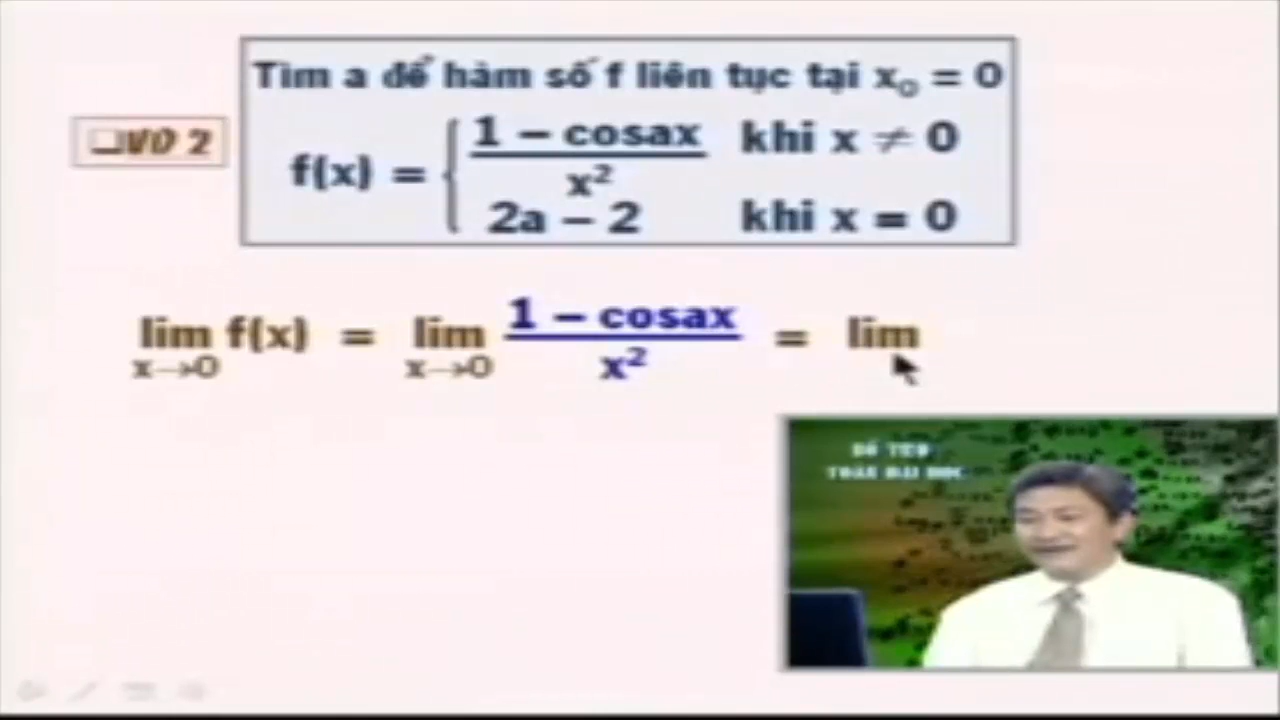 Tìm a để hàm số f liên tục tại x₀ = 0
❑VD 2
f(x) = { (1 − cosax)/x² khi x ≠ 0
2a − 2 khi x = 0
lim x→0 f(x) = lim x→0 (1 − cosax)/x² = lim